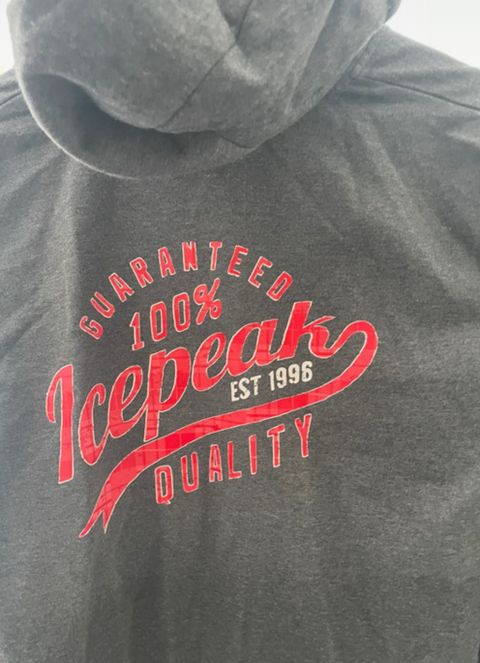 GUARANTEED
100%
Icepeak
EST 1996
QUALITY